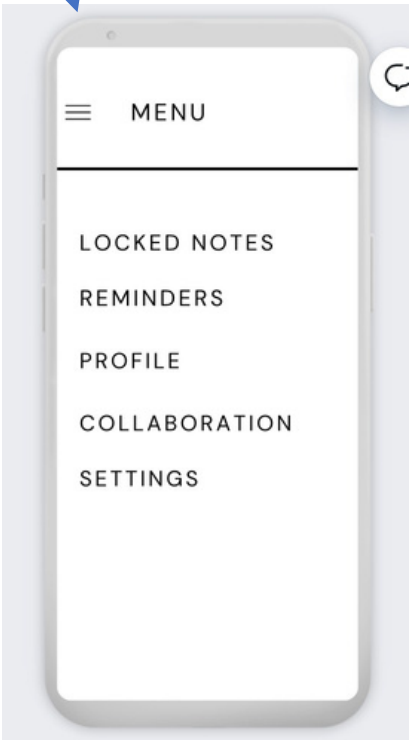 MENU
LOCKED NOTES
REMINDERS
PROFILE
COLLABORATION
SETTINGS